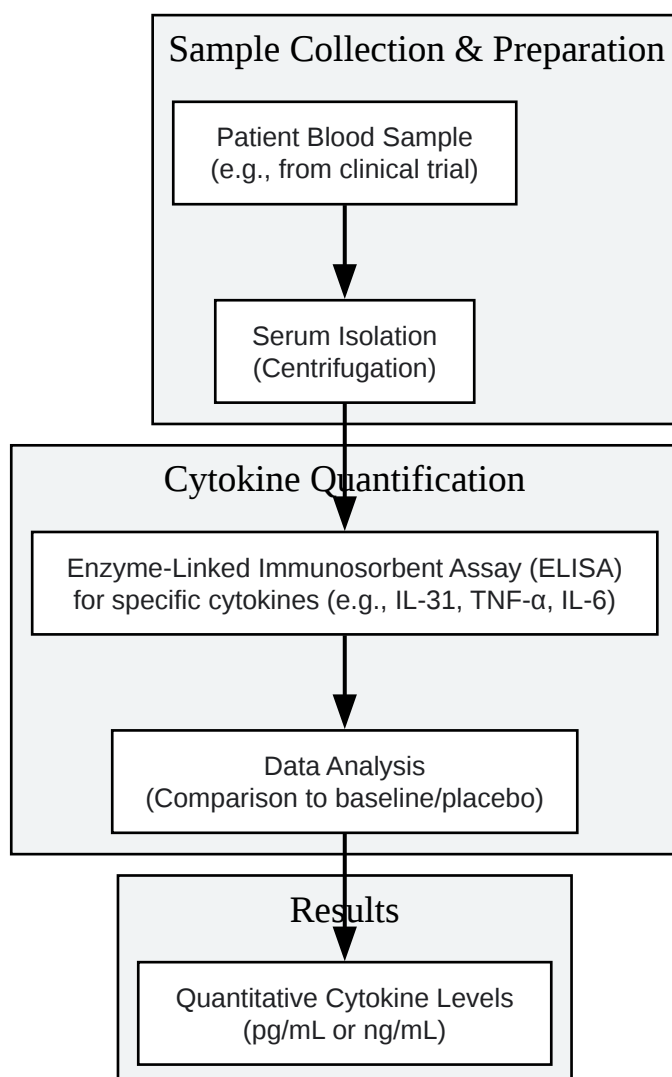 Sample Collection & Preparation
Patient Blood Sample
(e.g., from clinical trial)
Serum Isolation
(Centrifugation)
Cytokine Quantification
Enzyme-Linked Immunosorbent Assay (ELISA)
for specific cytokines (e.g., IL-31, TNF-α, IL-6)
Data Analysis
(Comparison to baseline/placebo)
Results
Quantitative Cytokine Levels
(pg/mL or ng/mL)